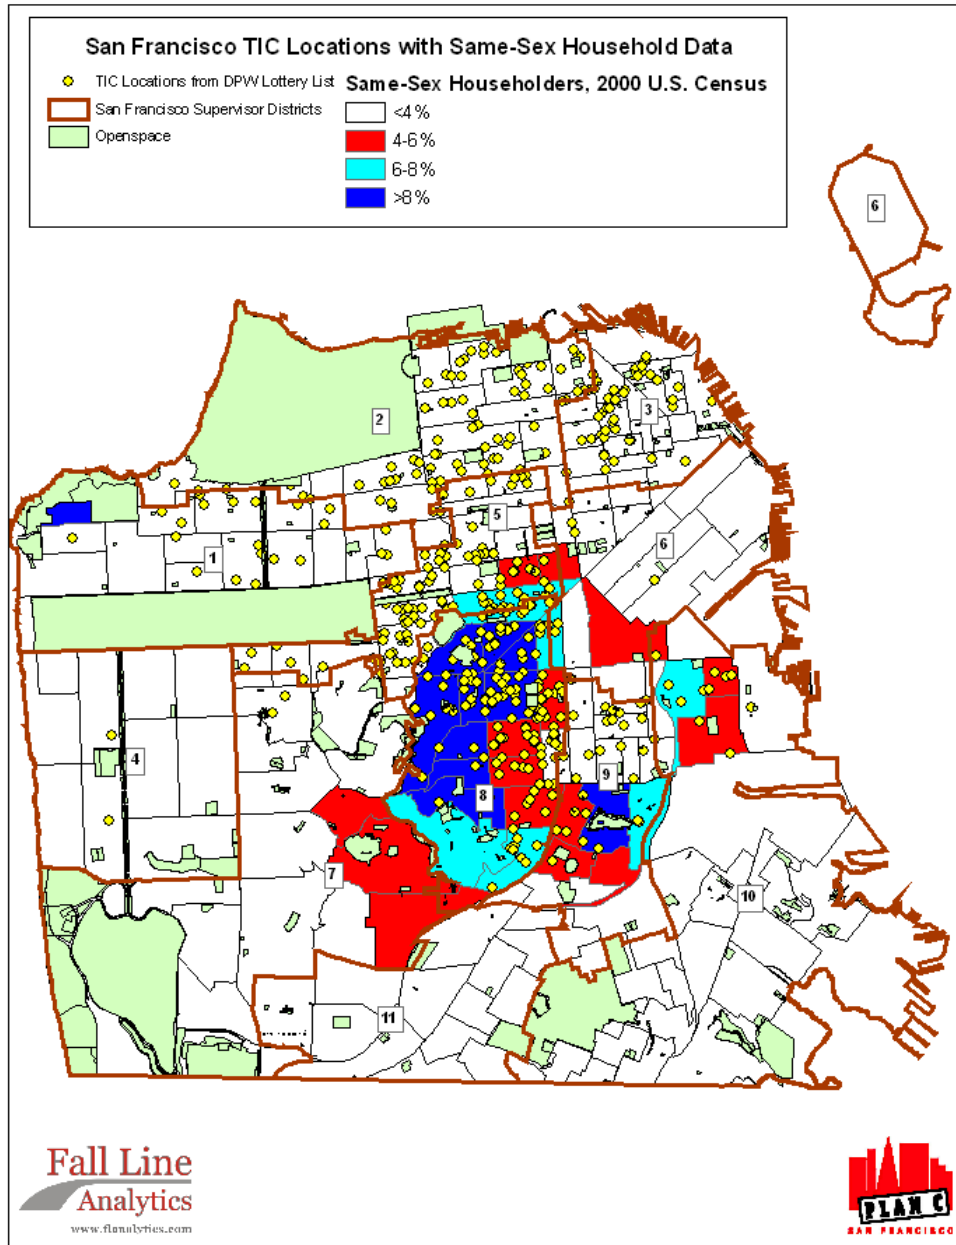 San Francisco TIC Locations with Same-Sex Household Data
TIC Locations from DPW Lottery List
San Francisco Supervisor Districts
Openspace
Same-Sex Householders, 2000 U.S. Census
<4%
4-6%
6-8%
>8%
6
2
3
5
1
6
4
8
9
7
10
11
Fall Line
Analytics
www.flanalytics.com
PLAN C
SAN FRANCISCO